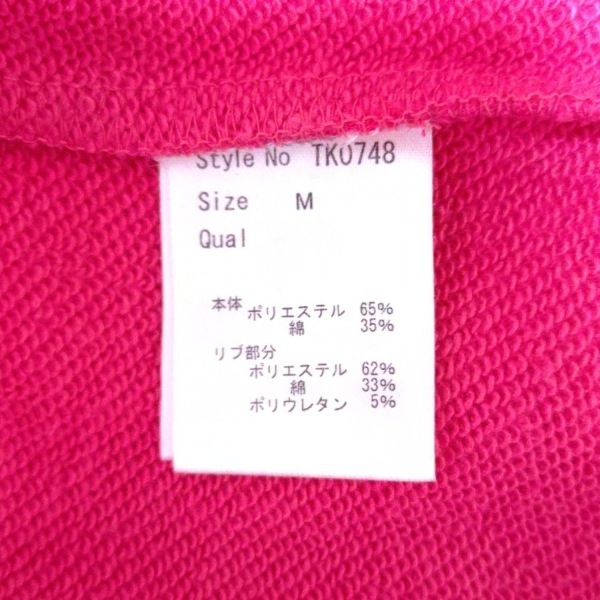 Style No TK0748
Size M
Qual
本体
ポリエステル 65%
綿 35%
リブ部分
ポリエステル 62%
綿 33%
ポリウレタン 5%